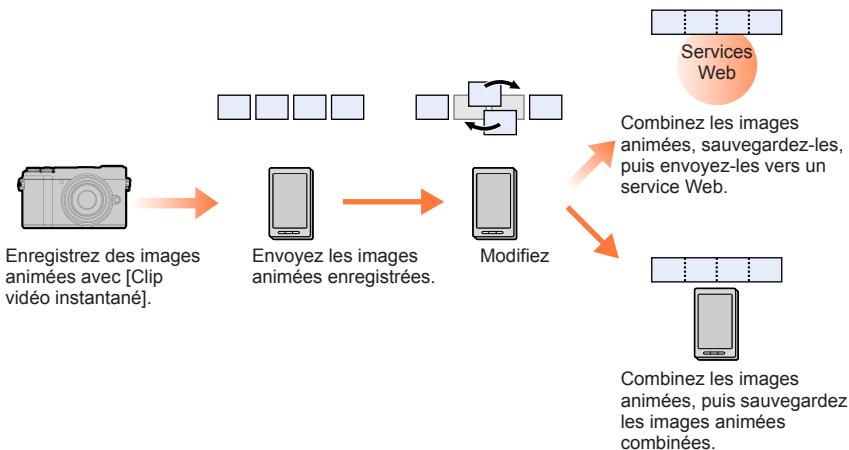 Services
Web
Combinez les images
animées, sauvegardez-les,
puis envoyez-les vers un
service Web.
Enregistrez des images
animées avec [Clip
vidéo instantané].
Envoyez les images
animées enregistrées.
Modifiez
Combinez les images
animées, puis sauvegardez
les images animées
combinées.